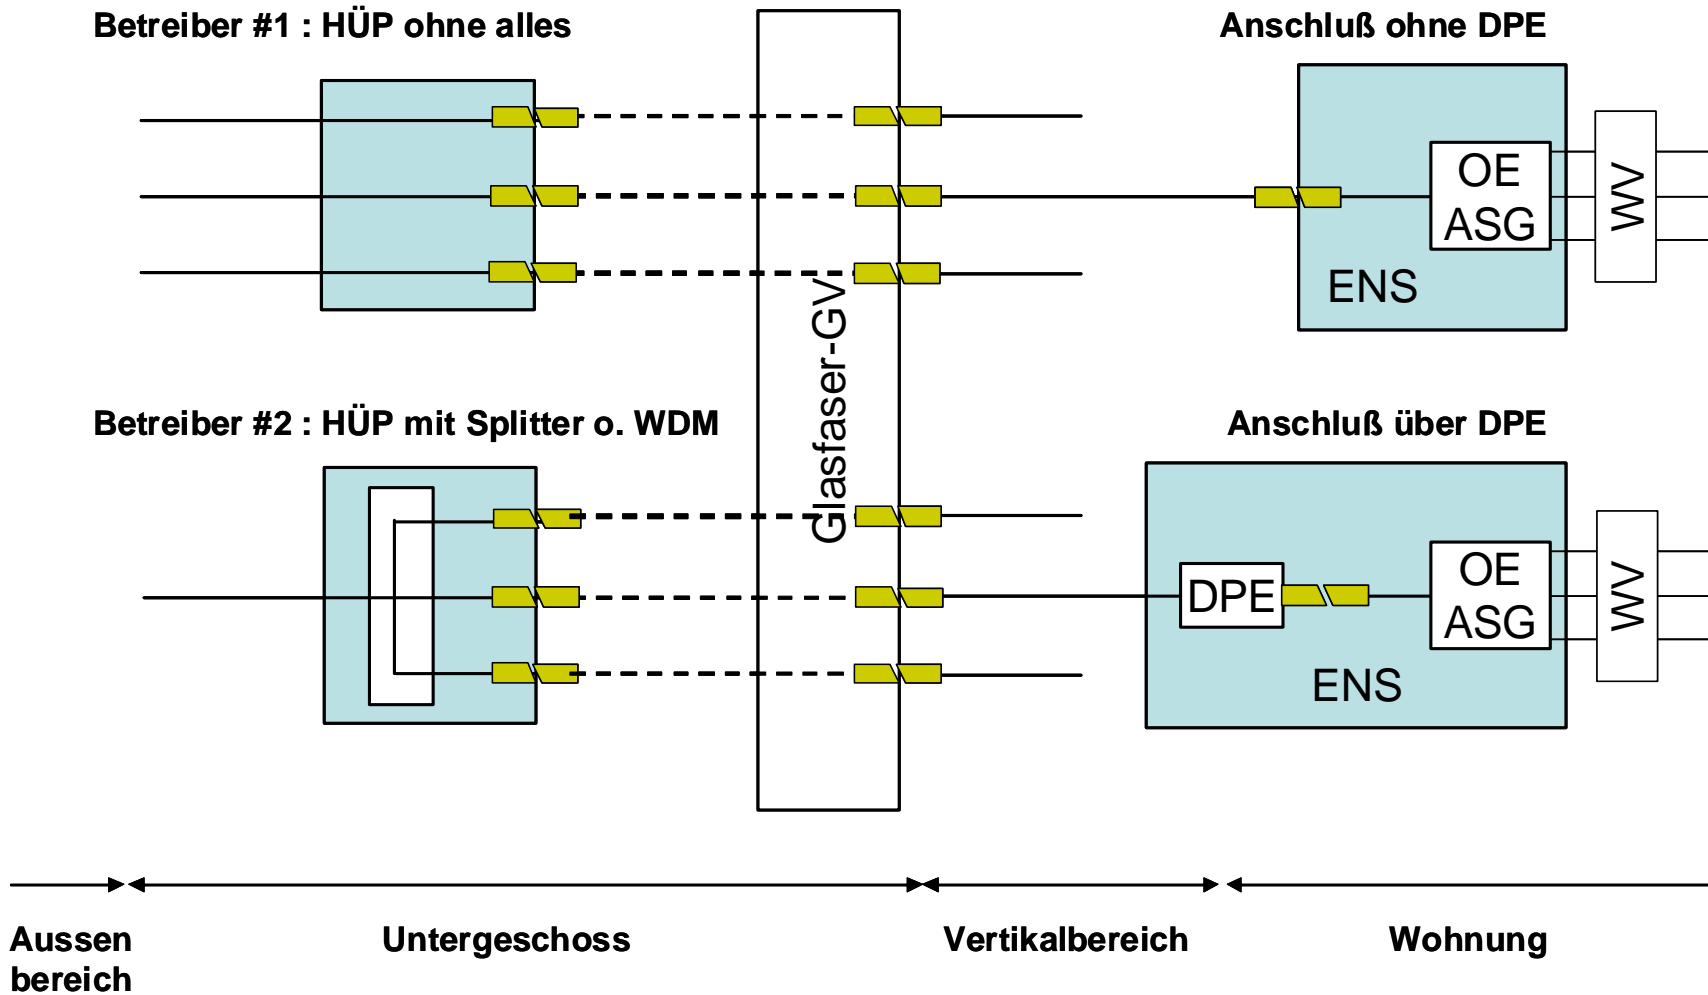 Betreiber #1 : HÜP ohne alles
Anschluß ohne DPE
OE
ASG
WV
ENS
Glasfaser-GV
Betreiber #2 : HÜP mit Splitter o. WDM
Anschluß über DPE
DPE
OE
ASG
WV
ENS
Aussen
bereich
Untergeschoss
Vertikalbereich
Wohnung